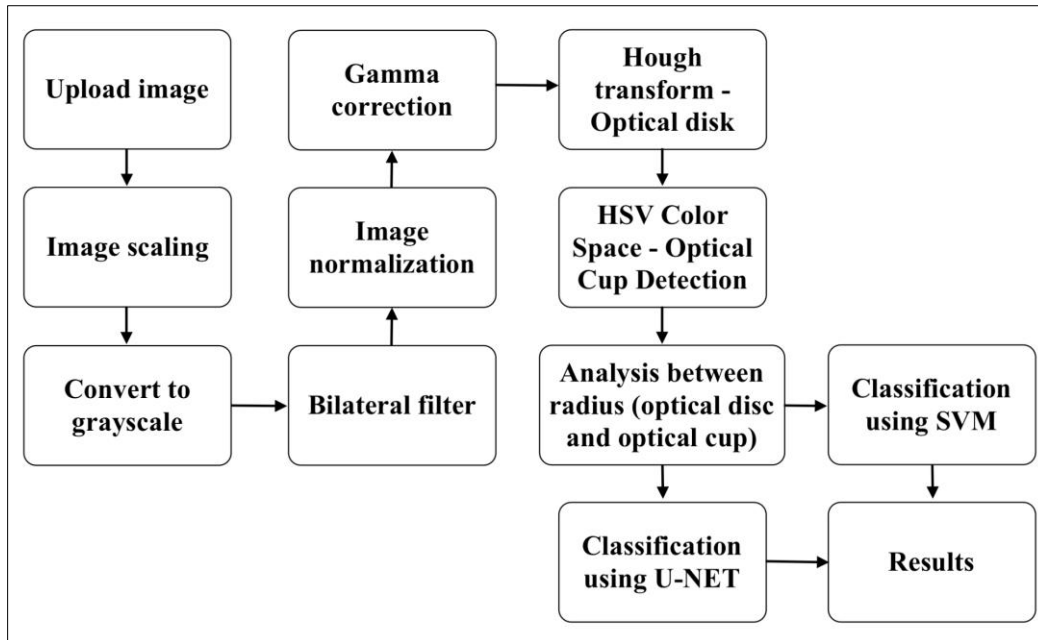 Upload image
Image scaling
Convert to
grayscale
Bilateral filter
Image
normalization
Gamma
correction
Hough
transform -
Optical disk
HSV Color
Space - Optical
Cup Detection
Analysis between
radius (optical disc
and optical cup)
Classification
using SVM
Classification
using U-NET
Results